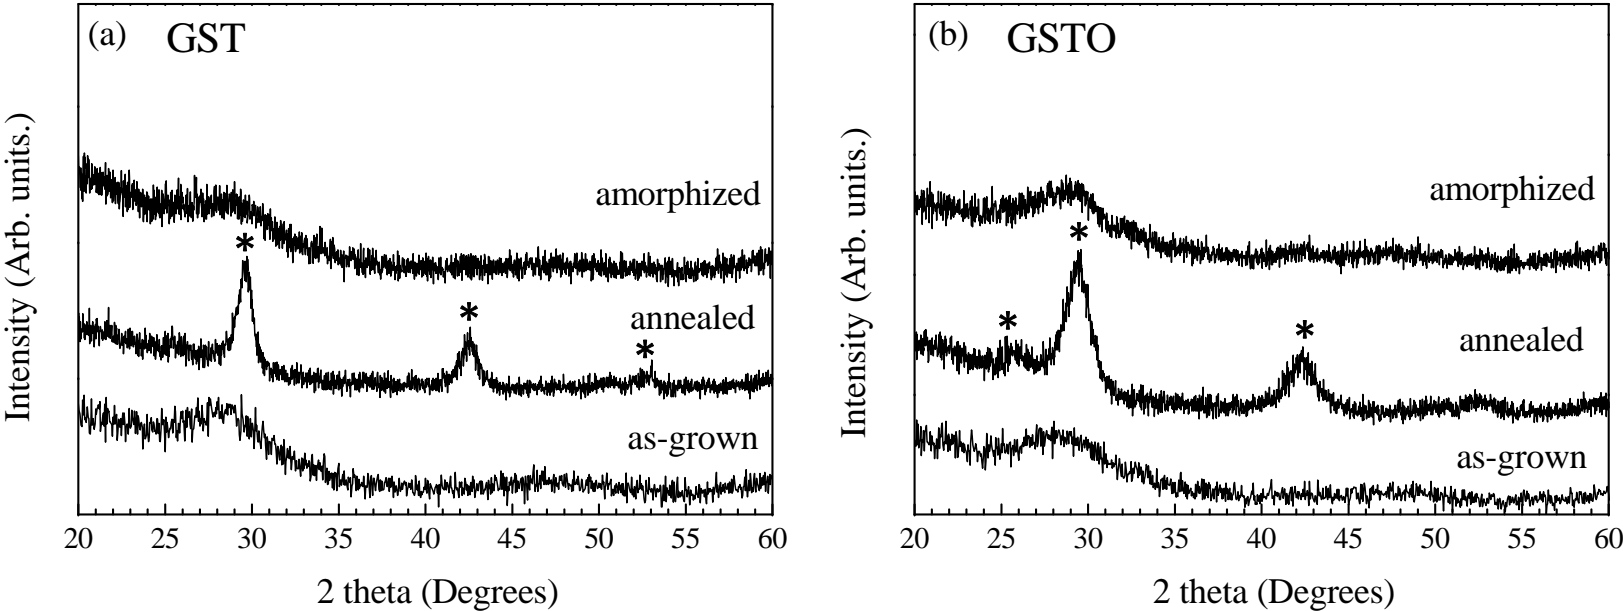 (a) GST
Intensity (Arb. units.)
amorphized
*
annealed
*
*
as-grown
20 25 30 35 40 45 50 55 60
2 theta (Degrees)
(b) GSTO
Intensity (Arb. units.)
amorphized
*
*
*
annealed
as-grown
20 25 30 35 40 45 50 55 60
2 theta (Degrees)